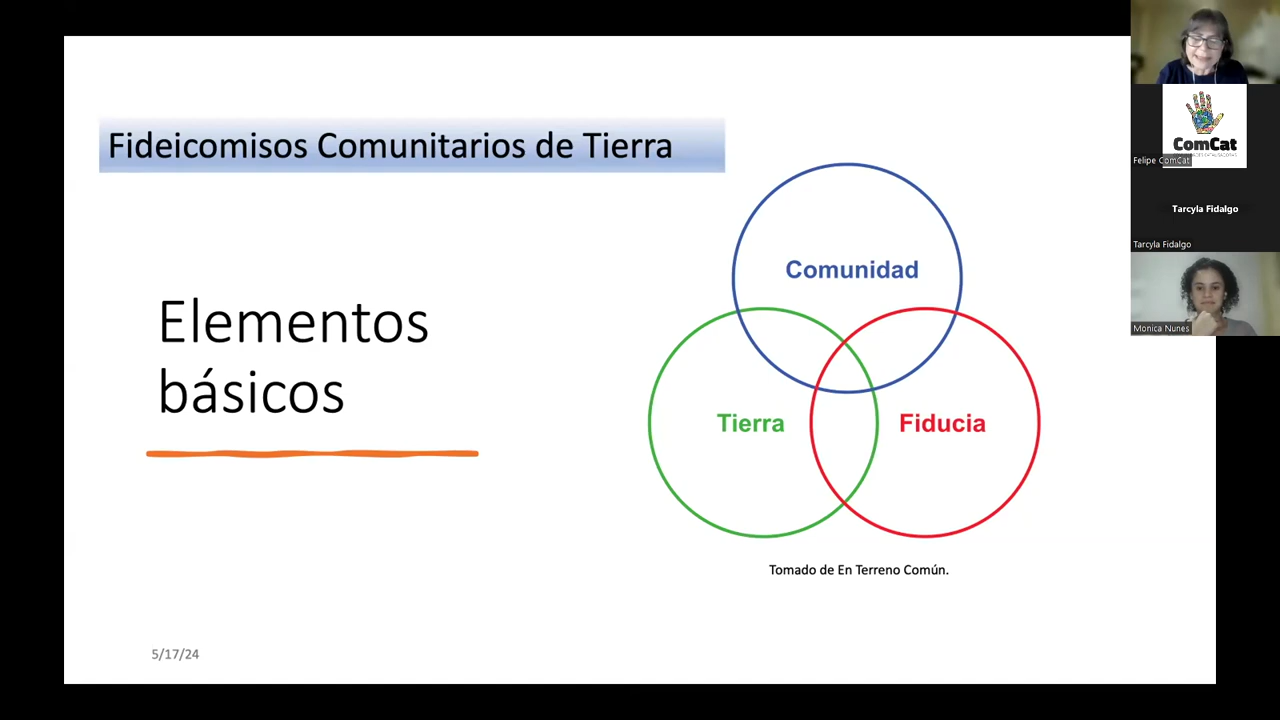 Fideicomisos Comunitarios de Tierra
Elementos
básicos
Comunidad
Tierra
Fiducia
Tomado de En Terreno Común.
5/17/24
ComCat
Felipe ComCat
Tarcyla Fidalgo
Tarcyla Fidalgo
Monica Nunes